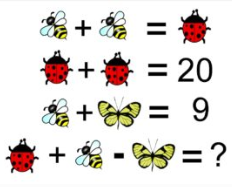 + =
+ = 20
+ = 9
+ - = ?